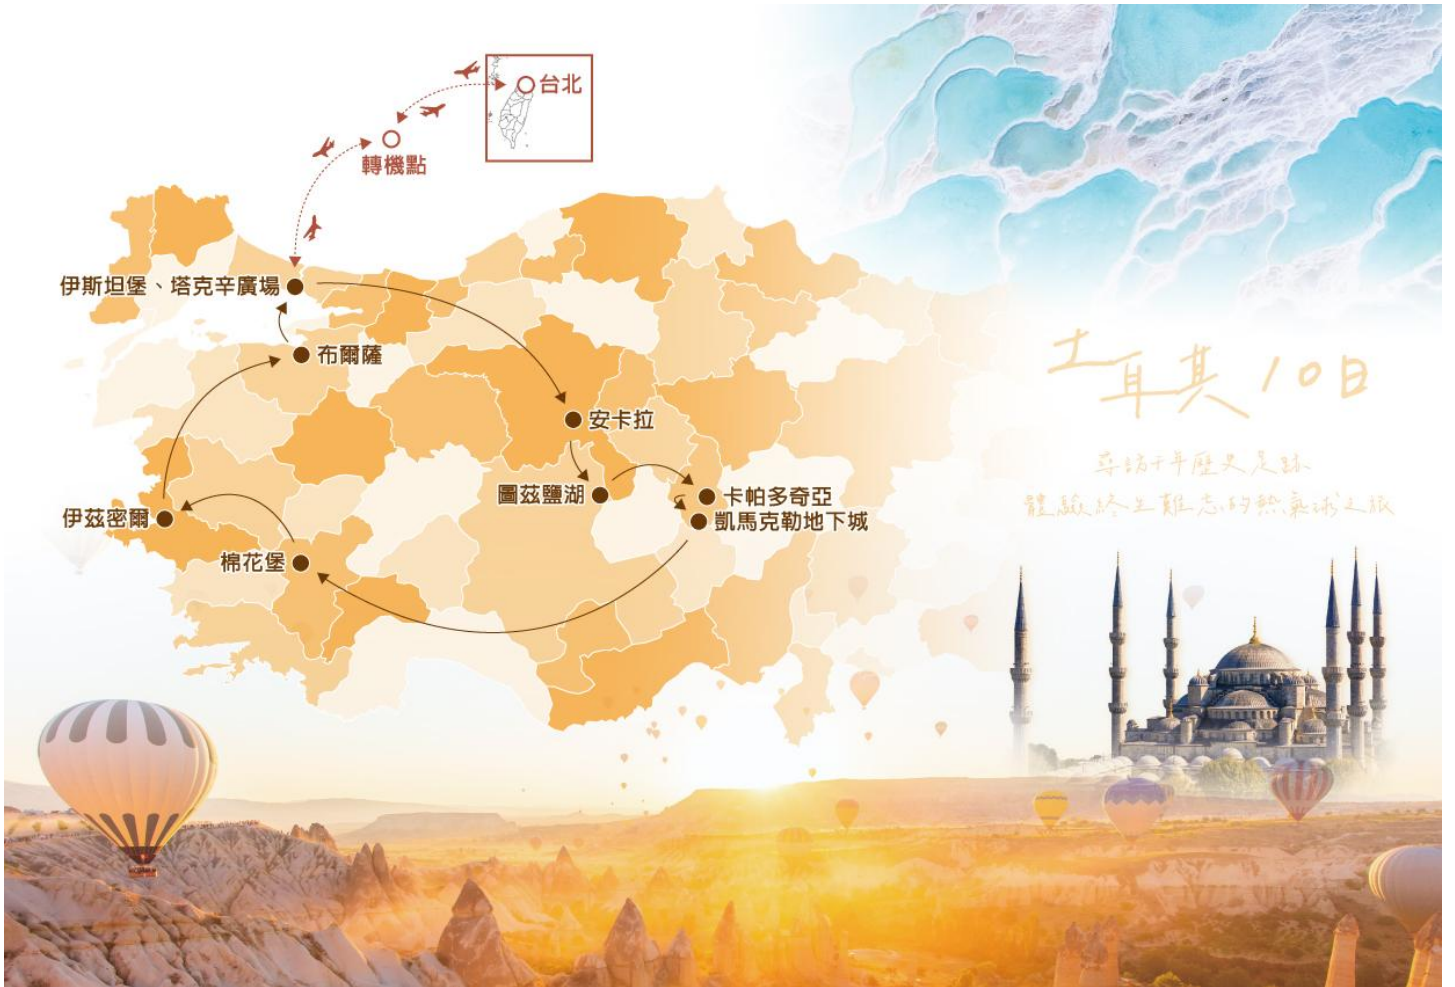 台北
轉機點
伊斯坦堡、塔克辛廣場
布爾薩
安卡拉
圖茲鹽湖
卡帕多奇亞
凱馬克勒地下城
伊茲密爾
棉花堡
土耳其10日
尋訪千年歷史足跡
體驗終生難忘的熱氣球之旅